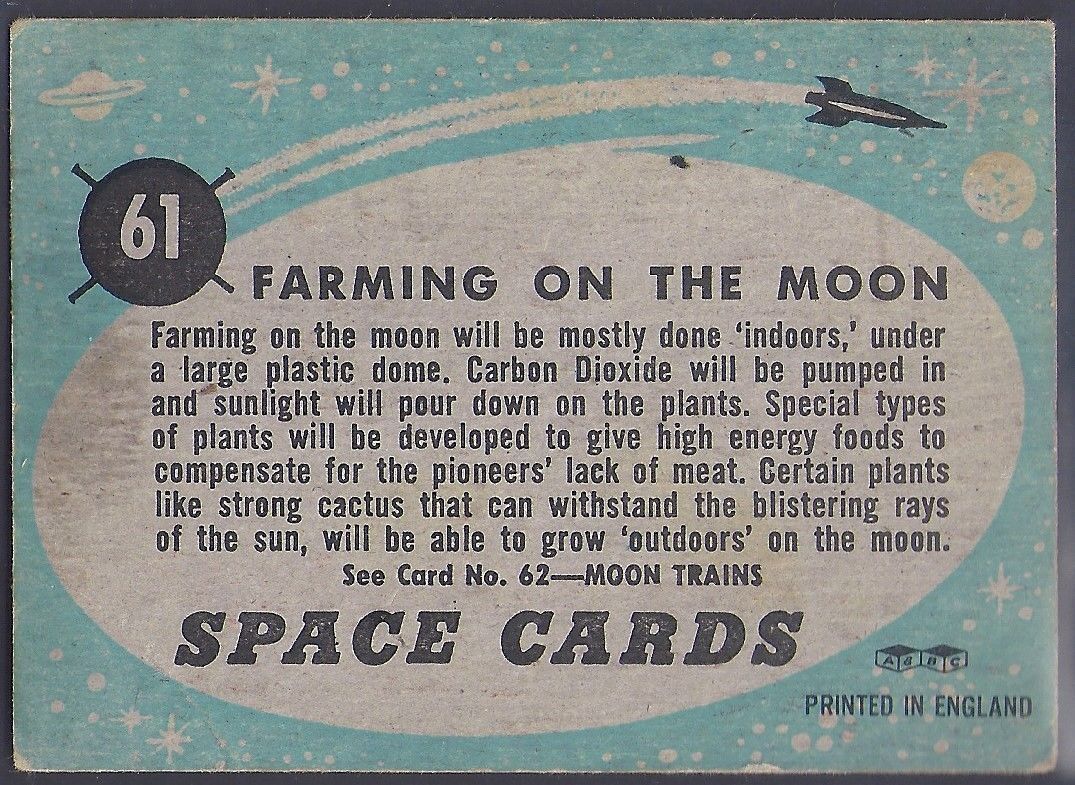 61
FARMING ON THE MOON
Farming on the moon will be mostly done 'indoors,' under
a large plastic dome. Carbon Dioxide will be pumped in
and sunlight will pour down on the plants. Special types
of plants will be developed to give high energy foods to
compensate for the pioneers' lack of meat. Certain plants
like strong cactus that can withstand the blistering rays
of the sun, will be able to grow 'outdoors' on the moon.
See Card No. 62—MOON TRAINS
SPACE CARDS
A&BC
PRINTED IN ENGLAND